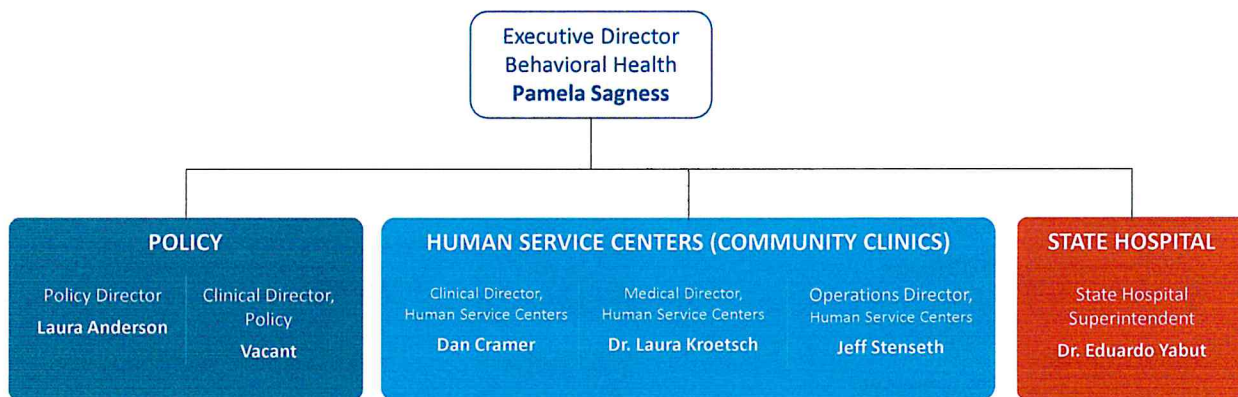 Executive Director
Behavioral Health
Pamela Sagness
POLICY
Policy Director
Laura Anderson
Clinical Director,
Policy
Vacant
HUMAN SERVICE CENTERS (COMMUNITY CLINICS)
Clinical Director,
Human Service Centers
Dan Cramer
Medical Director,
Human Service Centers
Dr. Laura Kroetsch
Operations Director,
Human Service Centers
Jeff Stenseth
STATE HOSPITAL
State Hospital
Superintendent
Dr. Eduardo Yabut